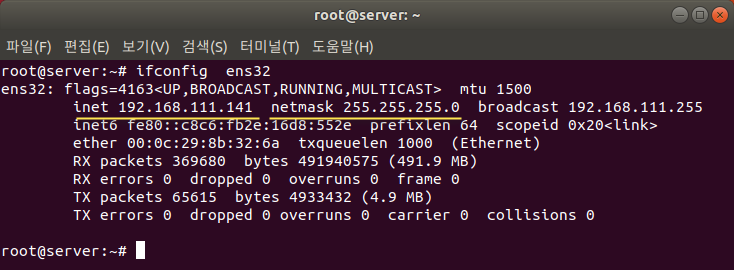 root@server: ~
파일(F) 편집(E) 보기(V) 검색(S) 터미널(T) 도움말(H)
root@server:~# ifconfig  ens32
ens32: flags=4163<UP,BROADCAST,RUNNING,MULTICAST>  mtu 1500
        inet 192.168.111.141  netmask 255.255.255.0  broadcast 192.168.111.255
        inet6 fe80::c8c6:fb2e:16d8:552e  prefixlen 64  scopeid 0x20<link>
        ether 00:0c:29:8b:32:6a  txqueuelen 1000  (Ethernet)
        RX packets 369680  bytes 491940575 (491.9 MB)
        RX errors 0  dropped 0  overruns 0  frame 0
        TX packets 65615  bytes 4933432 (4.9 MB)
        TX errors 0  dropped 0 overruns 0  carrier 0  collisions 0
root@server:~#